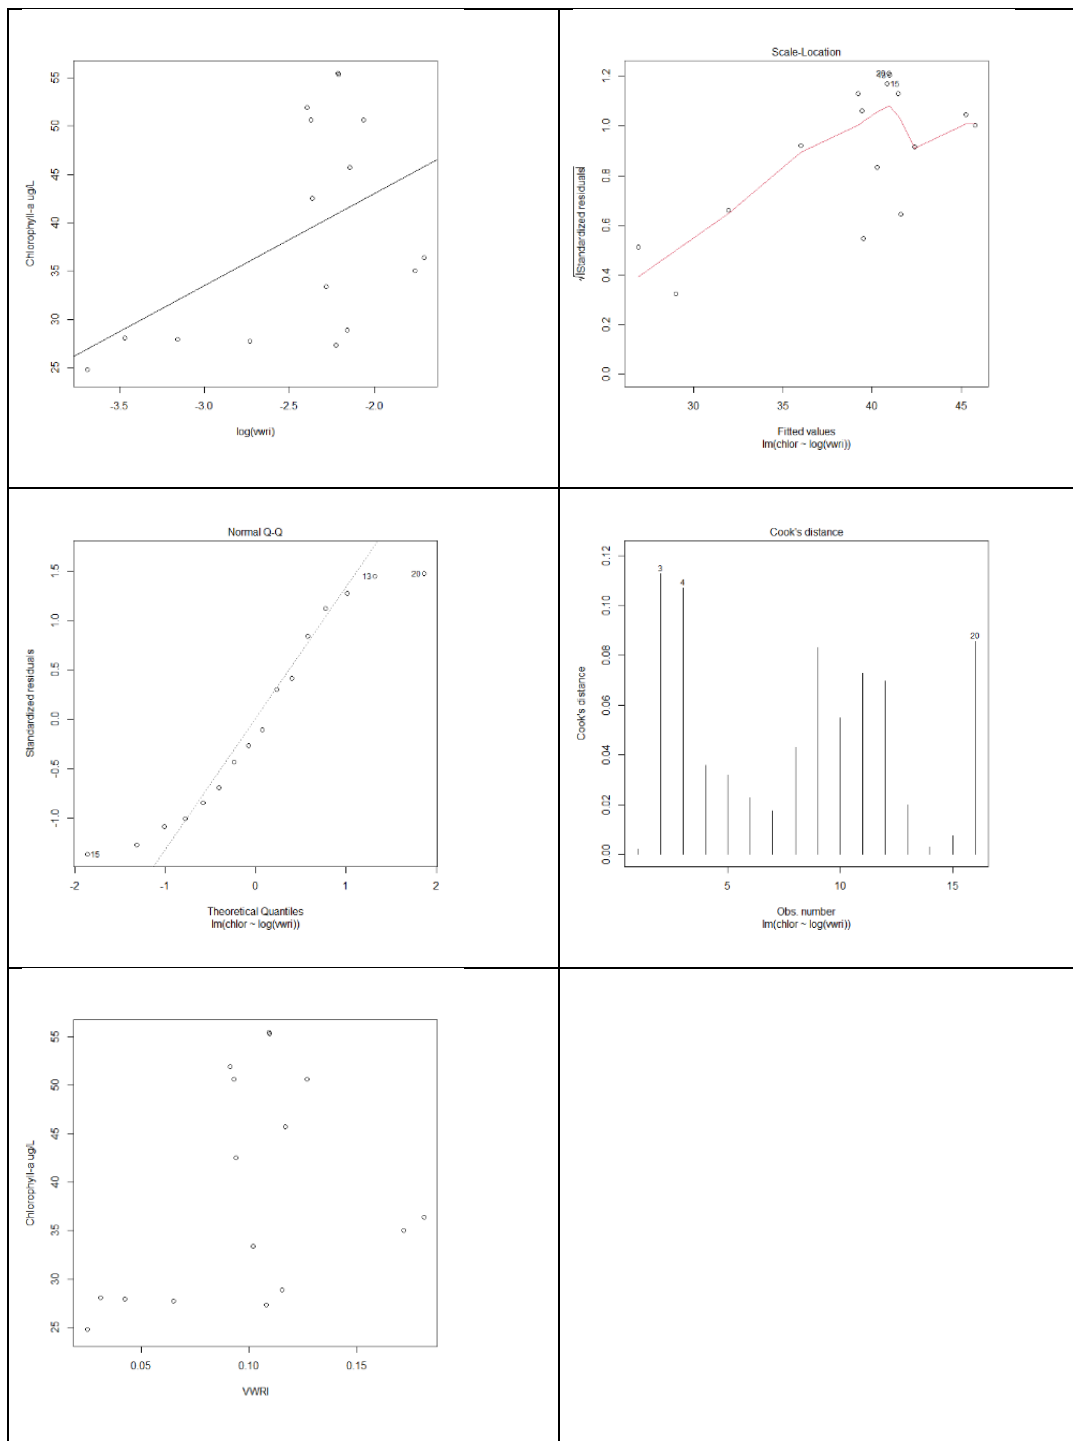 Chlorophyll-a ug/L
55
50
45
40
35
30
25
-3.5 -3.0 -2.5 -2.0
log(vwri)
Scale-Location
√|Standardized residuals|
1.2
1.0
0.8
0.6
0.4
0.2
0.0
20
15
30 35 40 45
Fitted values
lm(chlor ~ log(vwri))
Normal Q-Q
Standardized residuals
1.5
1.0
0.5
0.0
-0.5
-1.0
13
20
15
-2 -1 0 1 2
Theoretical Quantiles
lm(chlor ~ log(vwri))
Cook's distance
Cook's distance
0.12
0.10
0.08
0.06
0.04
0.02
0.00
3
4
20
5 10 15
Obs. number
lm(chlor ~ log(vwri))
Chlorophyll-a ug/L
55
50
45
40
35
30
25
0.05 0.10 0.15
VWRI